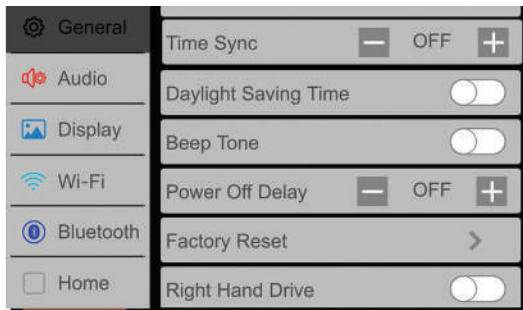 General
Audio
Display
Wi-Fi
Bluetooth
Home
Time Sync OFF
Daylight Saving Time
Beep Tone
Power Off Delay OFF
Factory Reset
Right Hand Drive